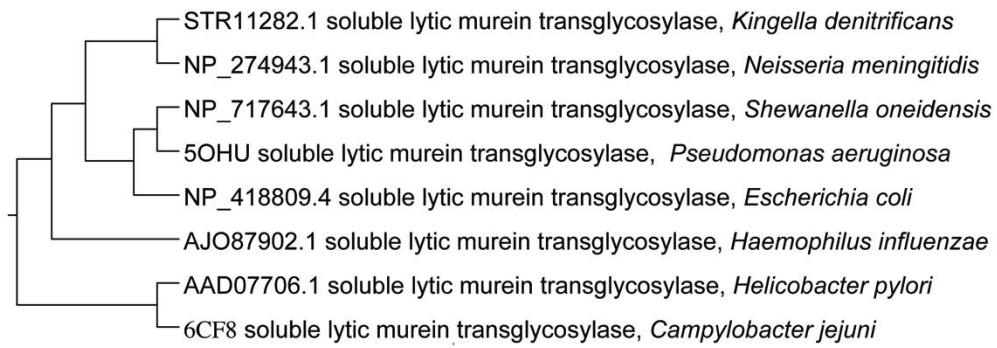 STR11282.1 soluble lytic murein transglycosylase, Kingella denitrificans
NP_274943.1 soluble lytic murein transglycosylase, Neisseria meningitidis
NP_717643.1 soluble lytic murein transglycosylase, Shewanella oneidensis
5OHU soluble lytic murein transglycosylase, Pseudomonas aeruginosa
NP_418809.4 soluble lytic murein transglycosylase, Escherichia coli
AJO87902.1 soluble lytic murein transglycosylase, Haemophilus influenzae
AAD07706.1 soluble lytic murein transglycosylase, Helicobacter pylori
6CF8 soluble lytic murein transglycosylase, Campylobacter jejuni